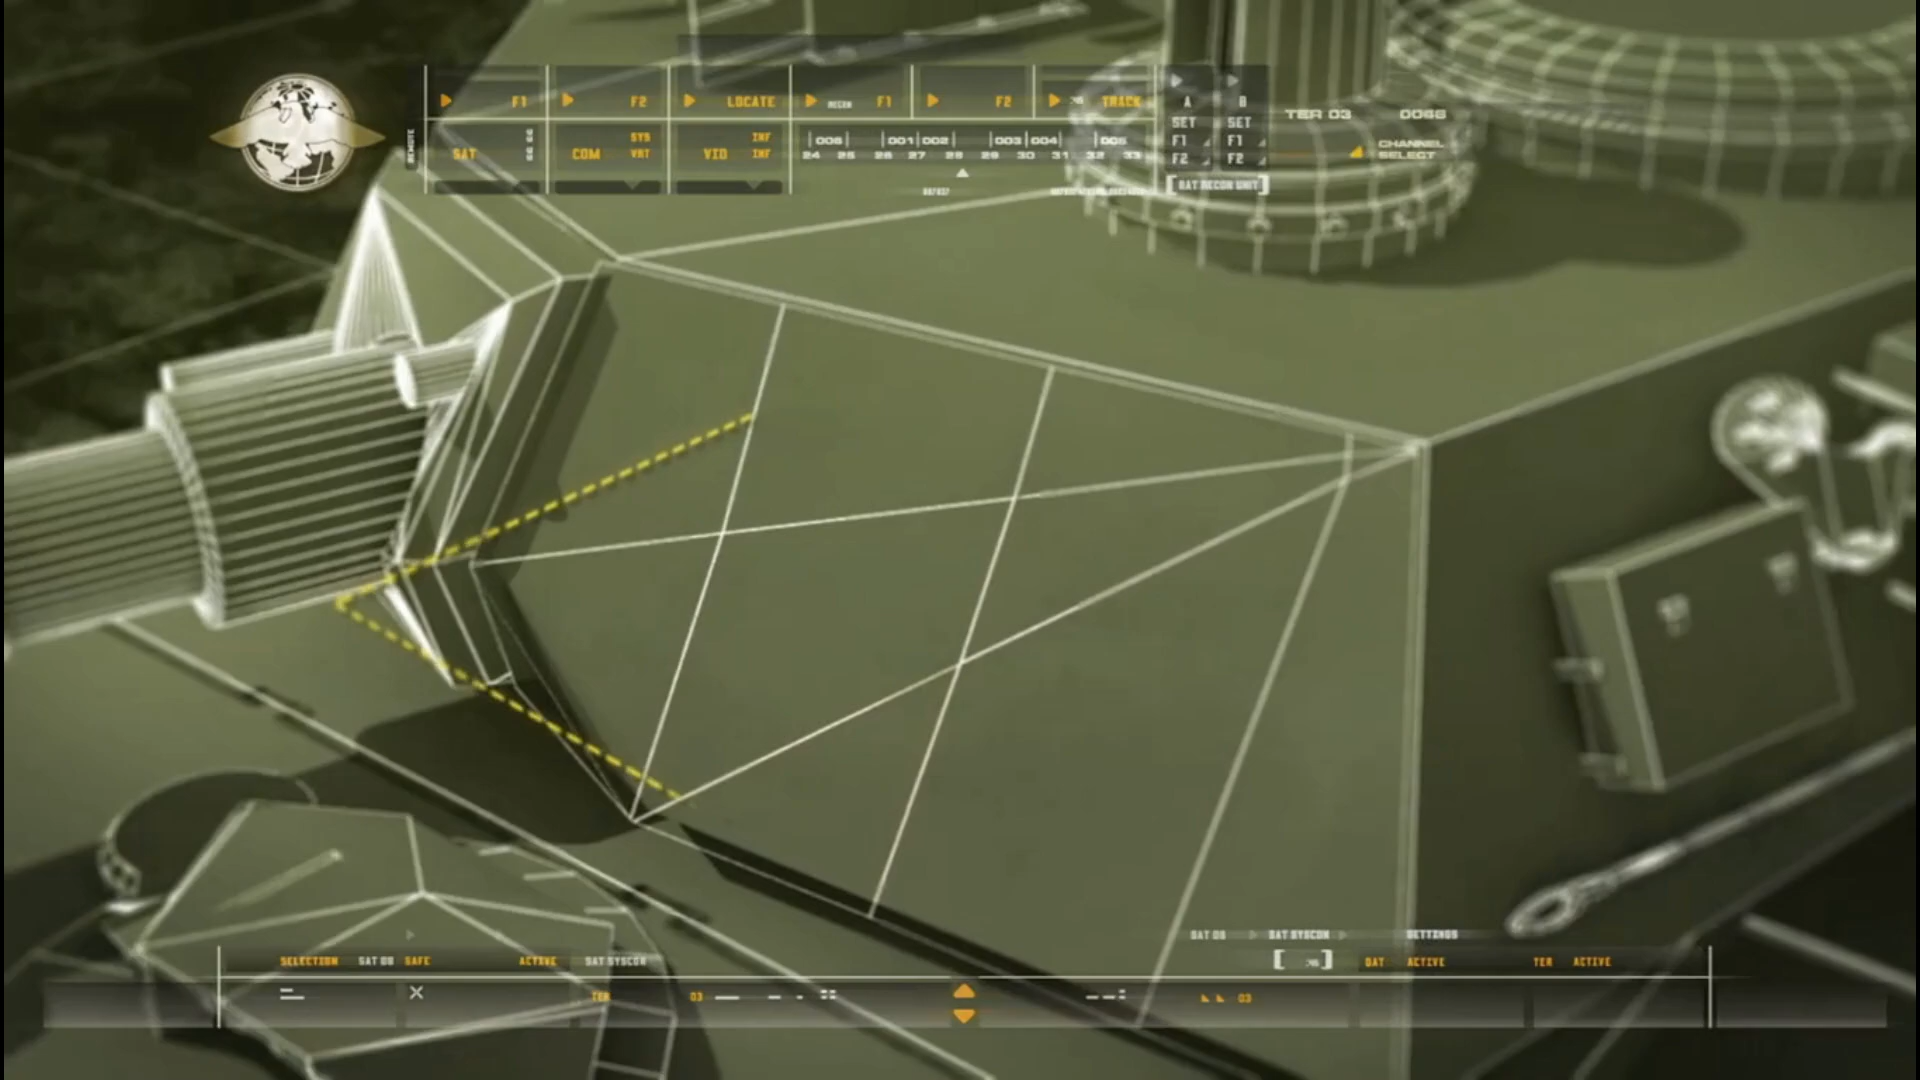 F1 F2 LOCATE F1 F2 TRACK
A B
TER 03 0068
REMOTE
SET SET
SAT COM SYS VRT VID INF INF
006 001 002 003 004 005
F1 F1
CHANNEL SELECT
24 25 26 27 28 29 30 31 32 33
F2 F2
SAT RECON UNIT
SAT 08 SAT SYSCON SETTINGS
SELECTION SAT 08 SAFE ACTIVE SAT SYSCON
ACTIVE TER ACTIVE
TER 03 03